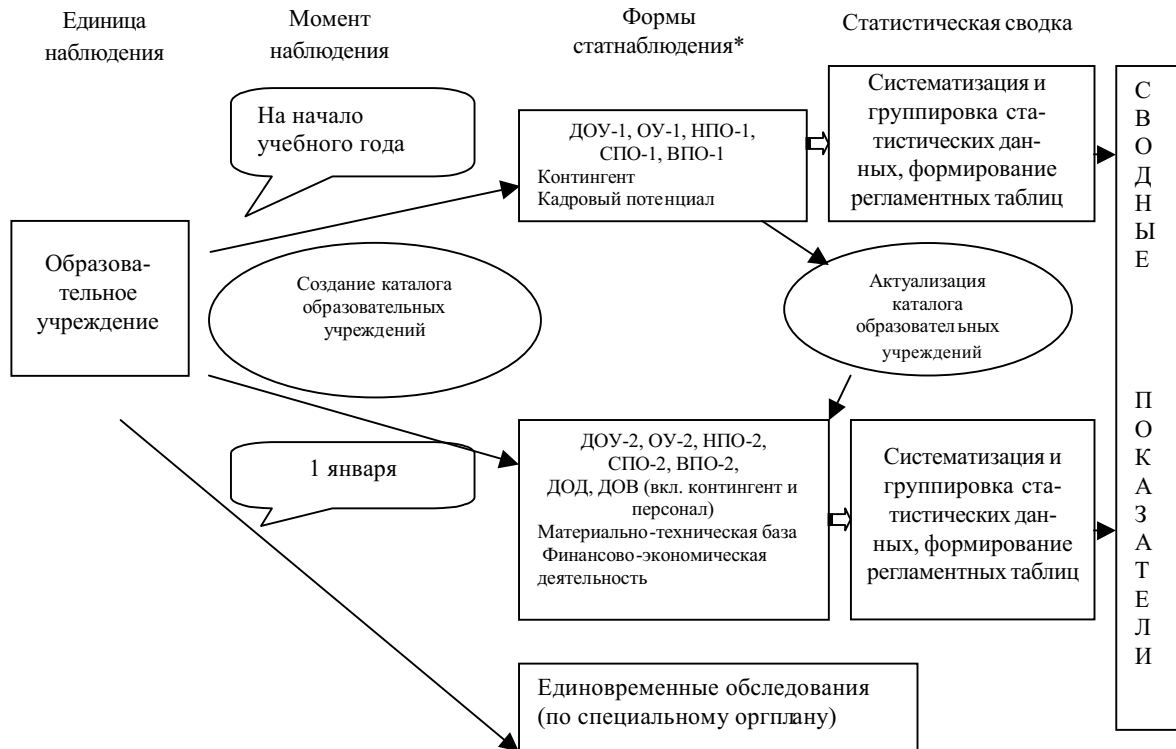 Единица
наблюдения
Момент
наблюдения
Формы
статнаблюдения*
Статистическая сводка
На начало
учебного года
ДОУ-1, ОУ-1, НПО-1,
СПО-1, ВПО-1
Контингент
Кадровый потенциал
Систематизация и
группировка ста-
тистических дан-
ных, формирование
регламентных таблиц
Образова-
тельное
учреждение
Создание каталога
образовательных
учреждений
Актуализация
каталога
образовательных
учреждений
1 января
ДОУ-2, ОУ-2, НПО-2,
СПО-2, ВПО-2,
ДОД, ДОВ (вкл. контингент и
персонал)
Материально-техническая база
Финансово-экономическая
деятельность
Систематизация и
группировка ста-
тистических дан-
ных, формирование
регламентных таблиц
Единовременные обследования
(по специальному оргплану)
С
В
О
Д
Н
Ы
Е
П
О
К
А
З
А
Т
Е
Л
И